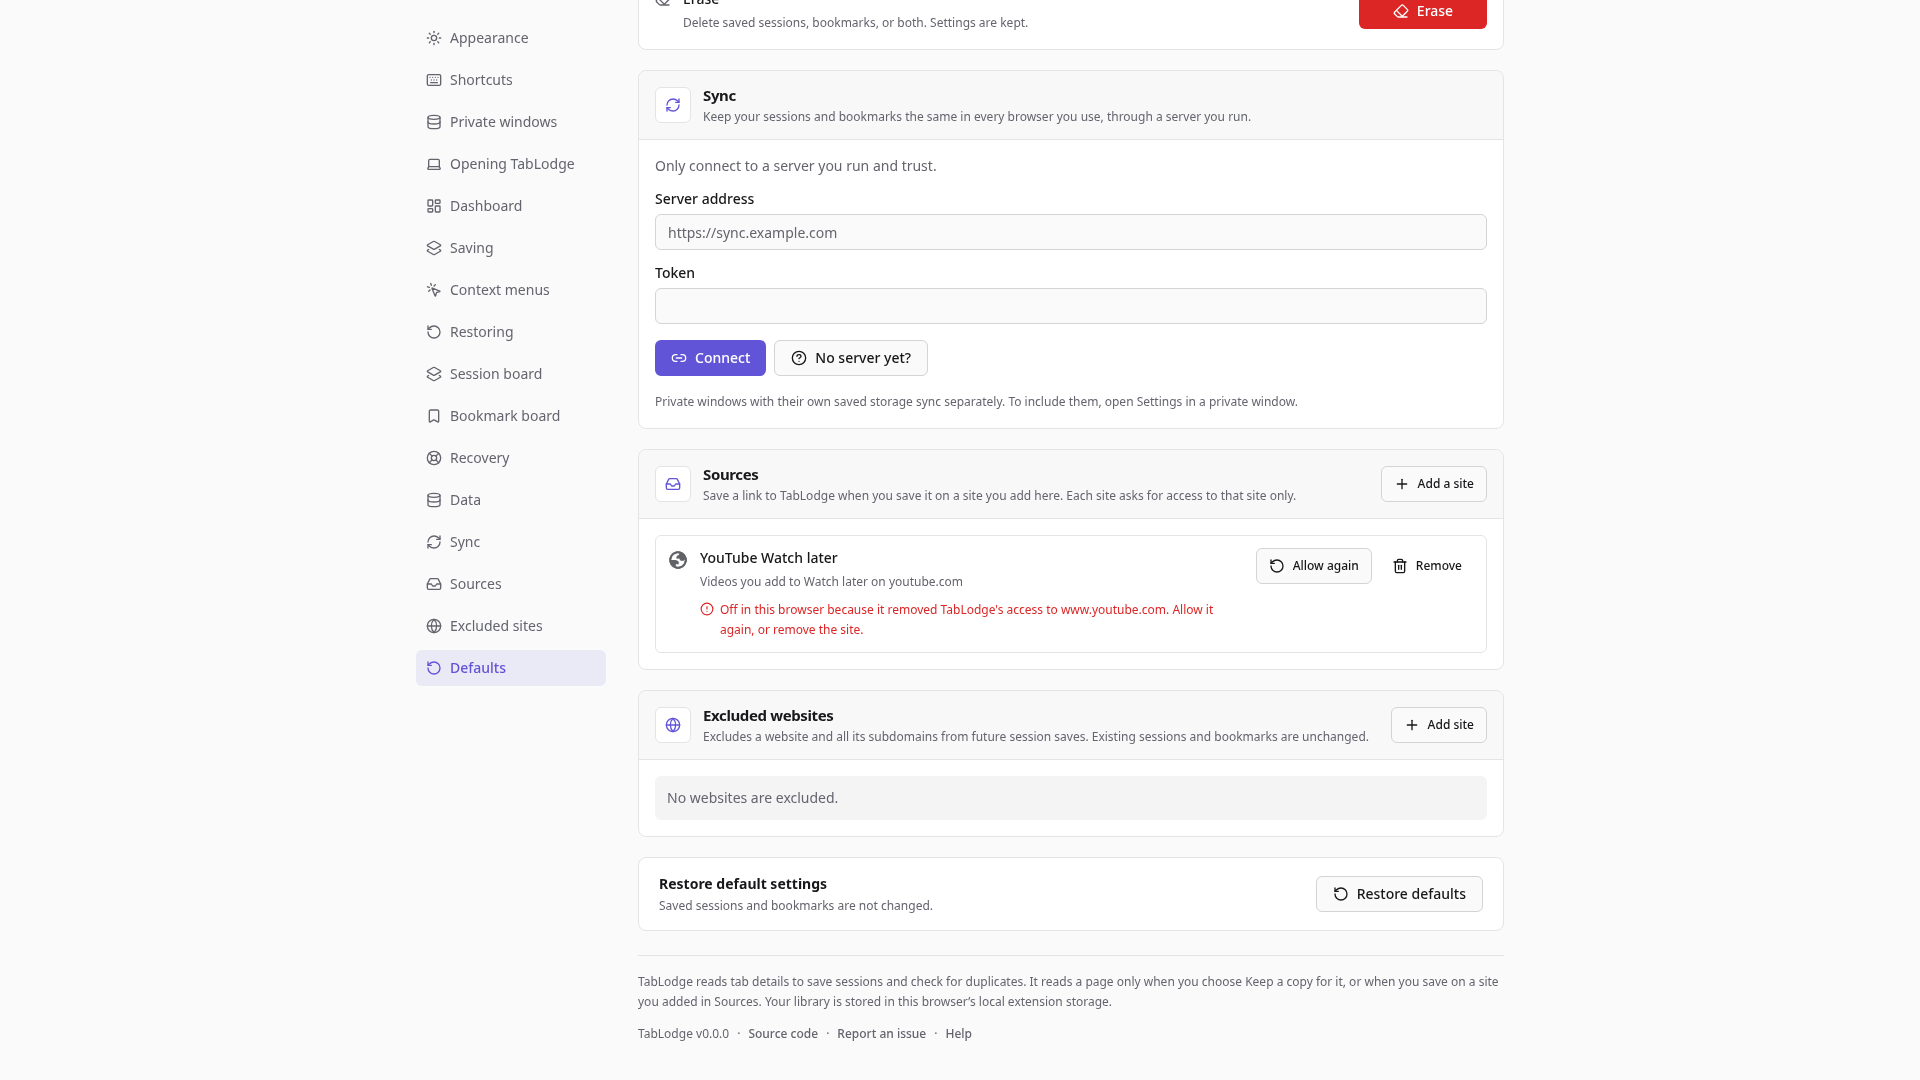 Appearance
Shortcuts
Private windows
Opening TabLodge
Dashboard
Saving
Context menus
Restoring
Session board
Bookmark board
Recovery
Data
Sync
Sources
Excluded sites
Defaults
Erase
Delete saved sessions, bookmarks, or both. Settings are kept.
Erase
Sync
Keep your sessions and bookmarks the same in every browser you use, through a server you run.
Only connect to a server you run and trust.
Server address
https://sync.example.com
Token
Connect
No server yet?
Private windows with their own saved storage sync separately. To include them, open Settings in a private window.
Sources
Save a link to TabLodge when you save it on a site you add here. Each site asks for access to that site only.
Add a site
YouTube Watch later
Videos you add to Watch later on youtube.com
Off in this browser because it removed TabLodge's access to www.youtube.com. Allow it
again, or remove the site.
Allow again
Remove
Excluded websites
Excludes a website and all its subdomains from future session saves. Existing sessions and bookmarks are unchanged.
Add site
No websites are excluded.
Restore default settings
Saved sessions and bookmarks are not changed.
Restore defaults
TabLodge reads tab details to save sessions and check for duplicates. It reads a page only when you choose Keep a copy for it, or when you save on a site
you added in Sources. Your library is stored in this browser’s local extension storage.
TabLodge v0.0.0 · Source code · Report an issue · Help